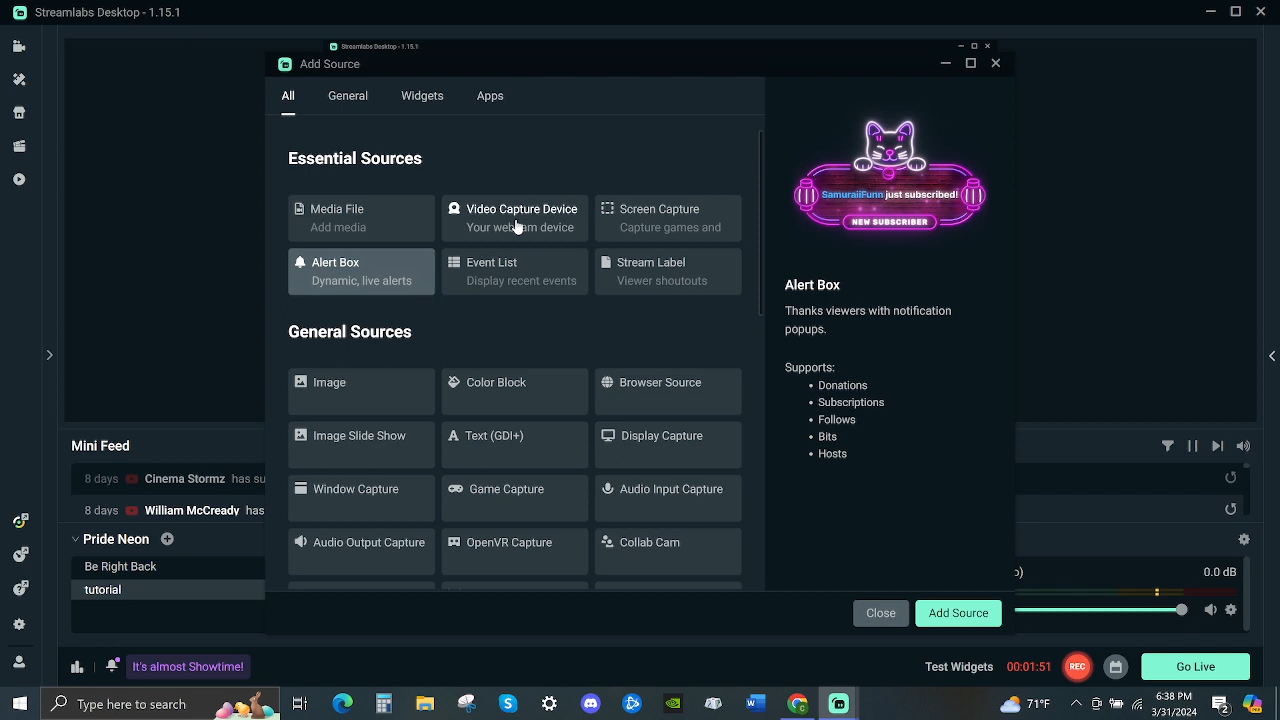 Streamlabs Desktop - 1.15.1
Streamlabs Desktop - 1.15.1
Add Source
All General Widgets Apps
Essential Sources
Media File
Add media
Video Capture Device
Your webcam device
Screen Capture
Capture games and
Alert Box
Dynamic, live alerts
Event List
Display recent events
Stream Label
Viewer shoutouts
General Sources
Image
Color Block
Browser Source
Image Slide Show
Text (GDI+)
Display Capture
Window Capture
Game Capture
Audio Input Capture
Audio Output Capture
OpenVR Capture
Collab Cam
SamuraiiFunn just subscribed!
NEW SUBSCRIBER
Alert Box
Thanks viewers with notification
popups.
Supports:
• Donations
• Subscriptions
• Follows
• Bits
• Hosts
Close
Add Source
Mini Feed
8 days Cinema Stormz has su
8 days William McCready has
Pride Neon
Be Right Back
tutorial
o) 0.0 dB
It's almost Showtime!
Test Widgets 00:01:51 REC Go Live
Type here to search
71°F
6:38 PM
3/31/2024